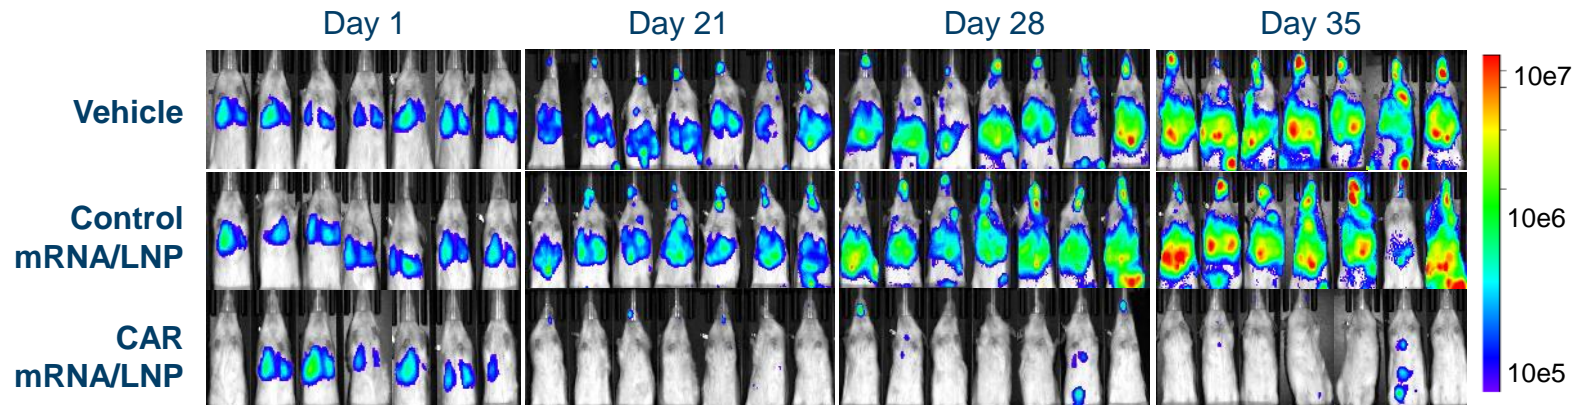 Day 1
Day 21
Day 28
Day 35
Vehicle
Control
mRNA/LNP
CAR
mRNA/LNP
10e7
10e6
10e5